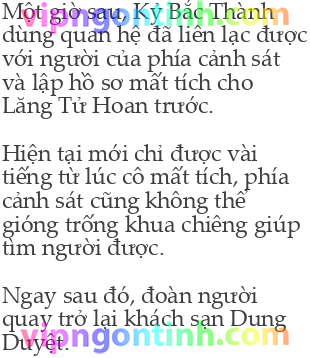 vipngontinh.com
Một giờ sau, Kỷ Bắc Thành
dùng quan hệ đã liên lạc được
với người của phía cảnh sát
và lập hồ sơ mất tích cho
Lăng Tử Hoan trước.
Hiện tại mới chỉ được vài
tiếng từ lúc cô mất tích, phía
cảnh sát cũng không thể
gióng trống khua chiêng giúp
tìm người được.
Ngay sau đó, đoàn người
quay trở lại khách sạn Dung
vipngontinh.com
Duyệt.